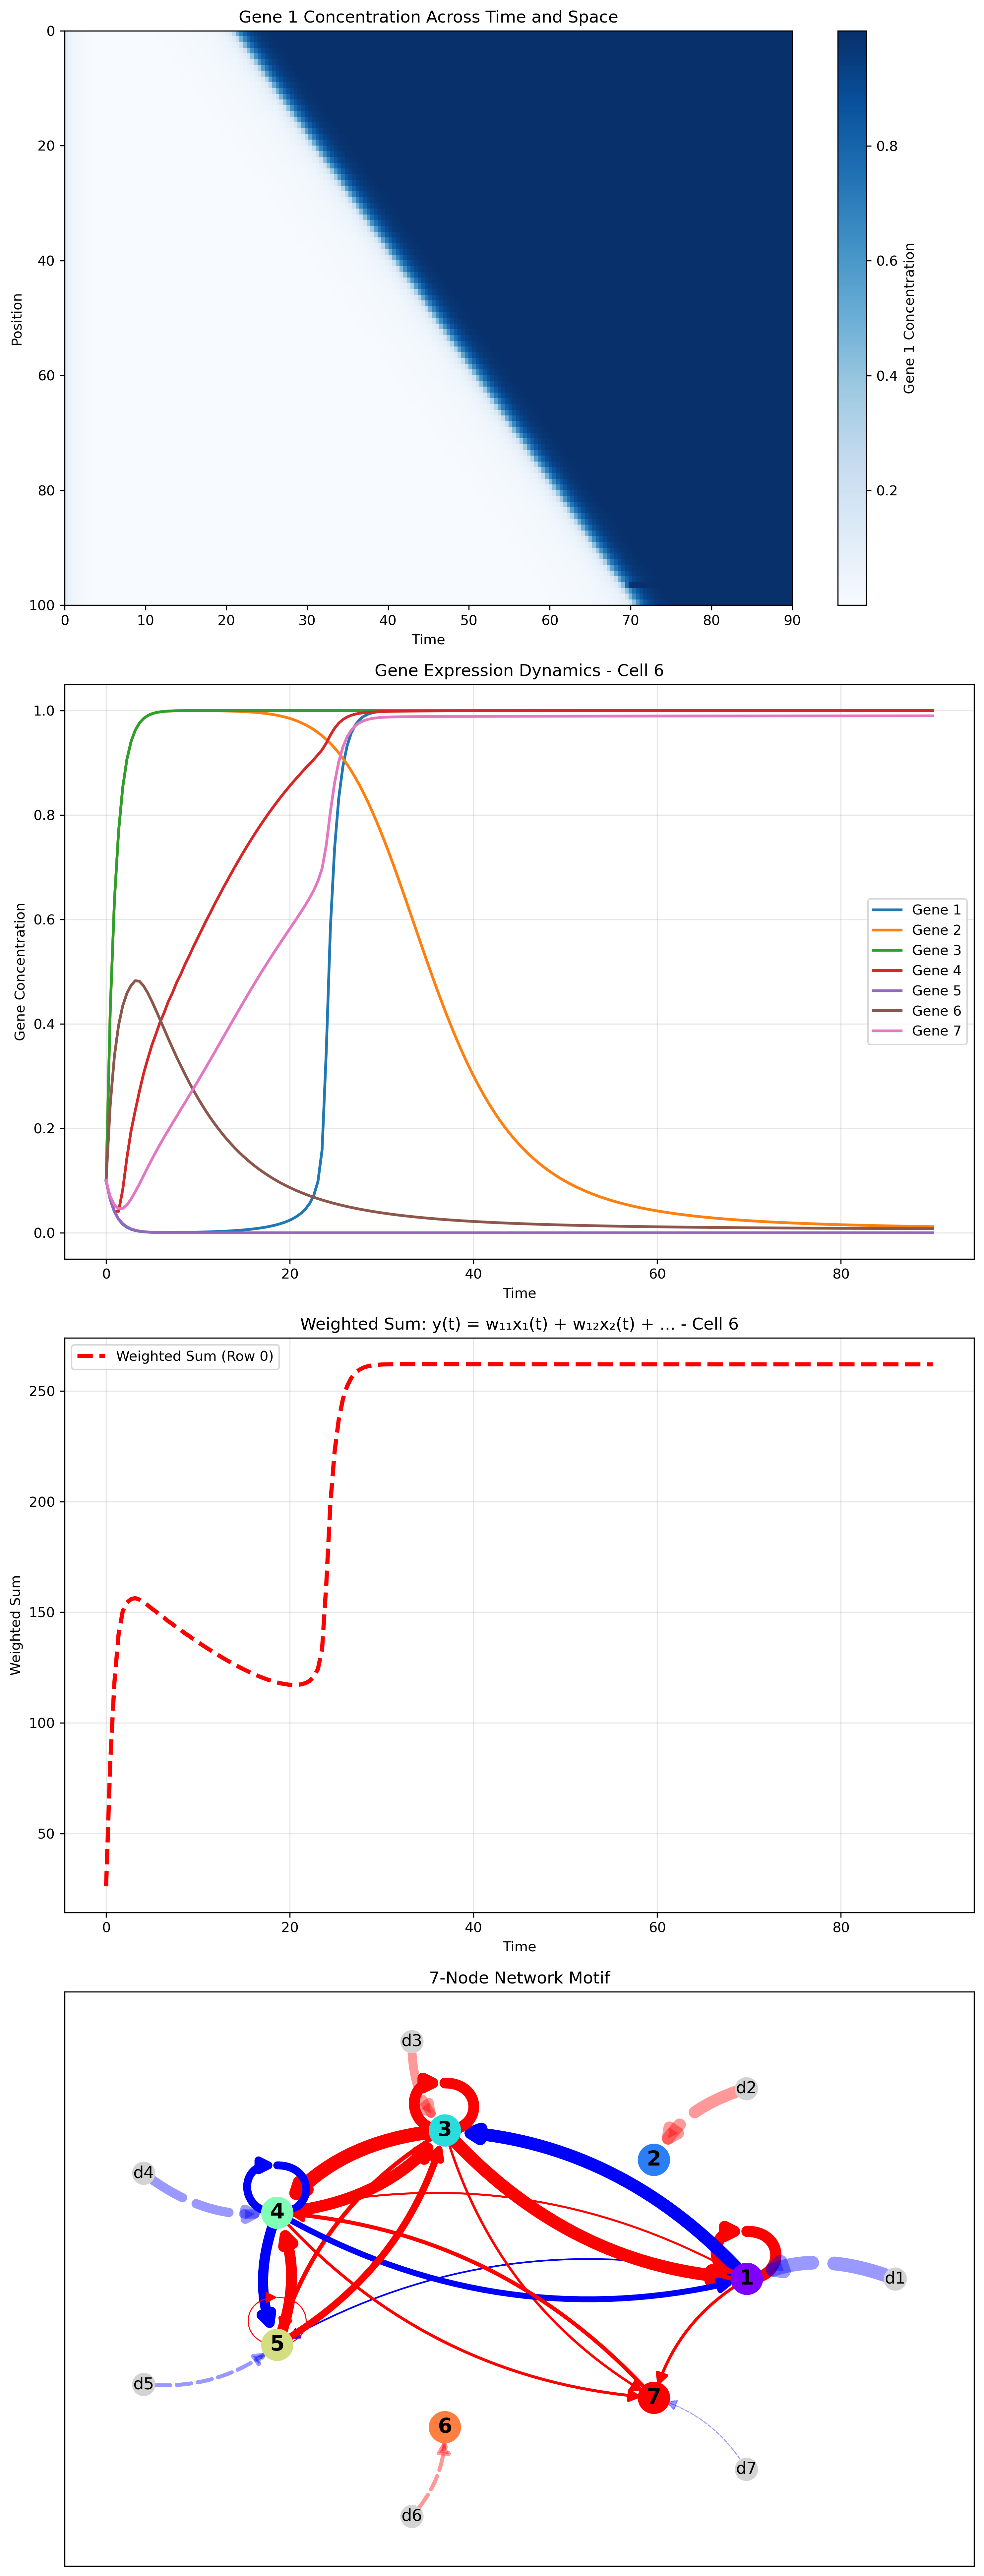 Gene 1 Concentration Across Time and Space
Position
0
20
40
60
80
100
0 10 20 30 40 50 60 70 80 90
Time
0.8
0.6
0.4
0.2
Gene 1 Concentration
Gene Expression Dynamics - Cell 6
Gene Concentration
1.0
0.8
0.6
0.4
0.2
0.0
0 20 40 60 80
Time
Gene 1
Gene 2
Gene 3
Gene 4
Gene 5
Gene 6
Gene 7
Weighted Sum: y(t) = w₁₁x₁(t) + w₁₂x₂(t) + ... - Cell 6
Weighted Sum (Row 0)
Weighted Sum
250
200
150
100
50
0 20 40 60 80
Time
7-Node Network Motif
d3
d2
3
2
d4
4
1
d1
5
d5
7
6
d7
d6